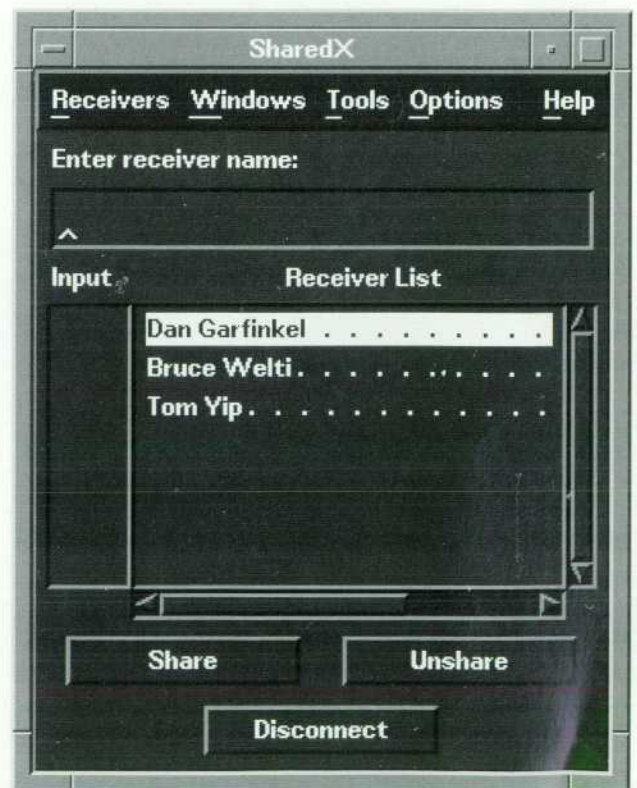 SharedX
Receivers Windows Tools Options Help
Enter receiver name:
Input Receiver List
Dan Garfinkel . . . . . . . . .
Bruce Welti . . . . . . . . . . .
Tom Yip . . . . . . . . . . . . .
Share Unshare
Disconnect